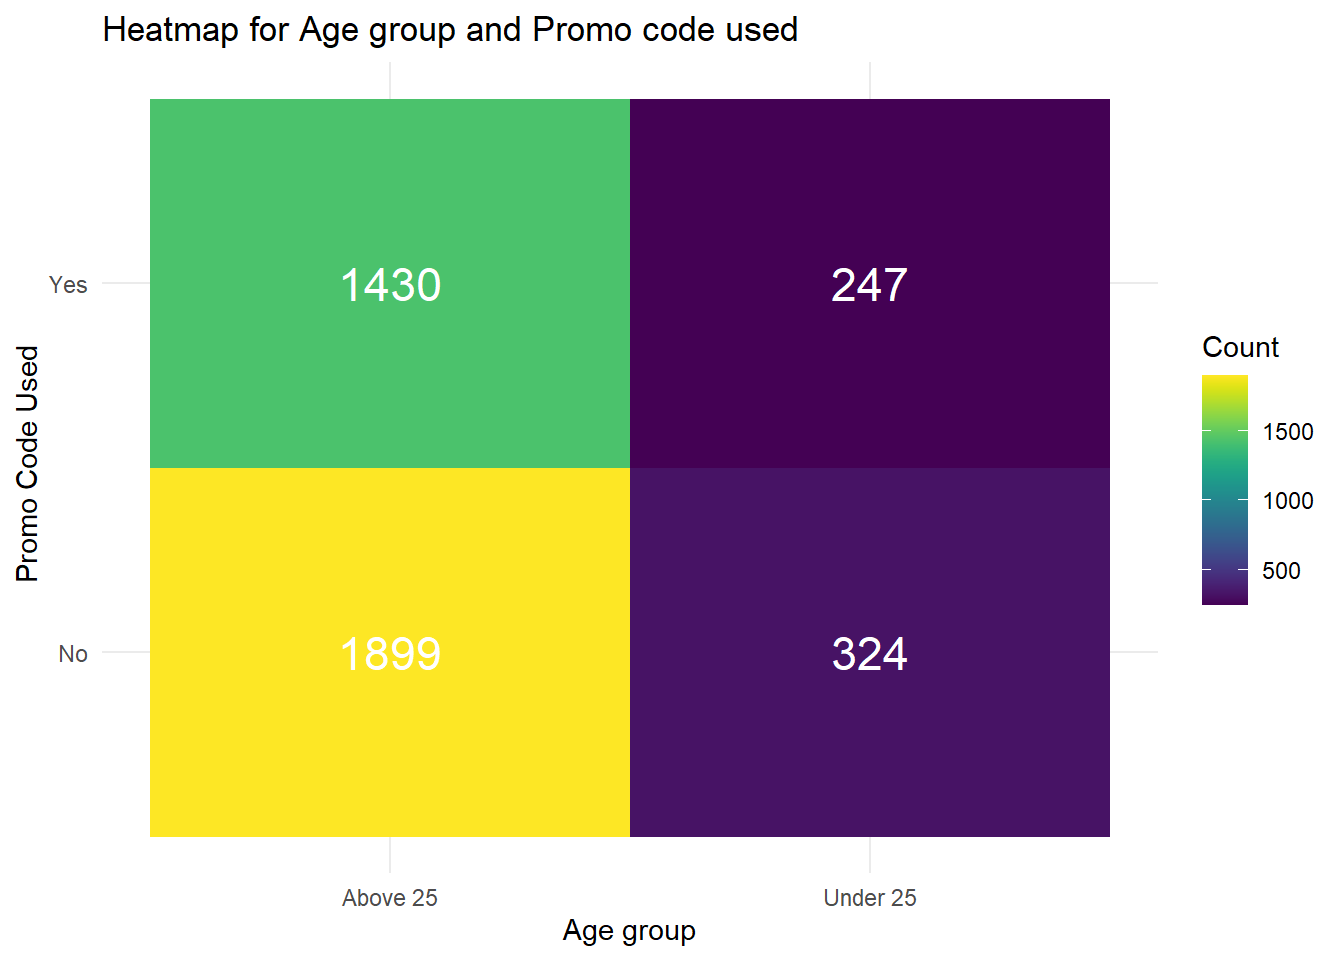 Heatmap for Age group and Promo code used
Promo Code Used
Yes
No
1430
247
1899
324
Above 25
Under 25
Age group
Count
1500
1000
500